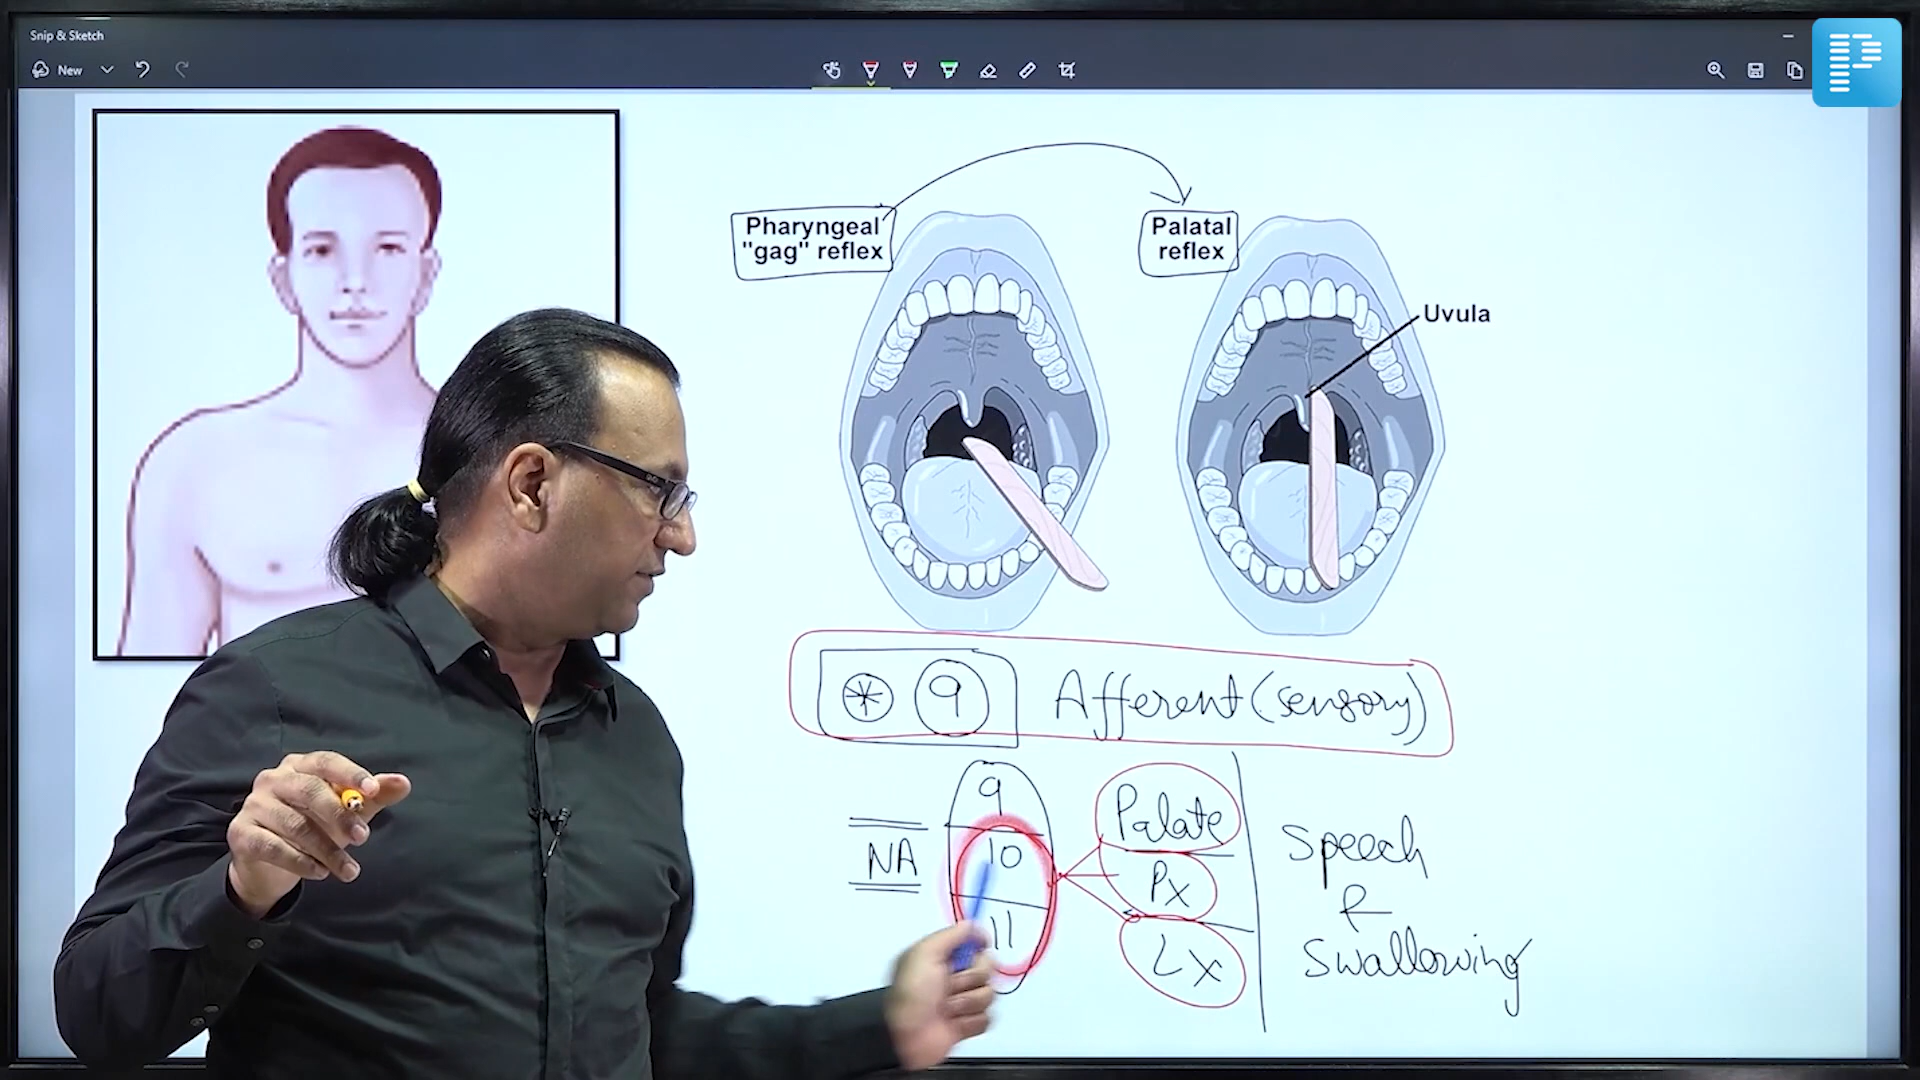 Snip & Sketch
New
Pharyngeal
"gag" reflex
Palatal
reflex
Uvula
9 Afferent (sensory)
9
NA
10
11
Palate
Px
Lx
Speech
&
Swallowing